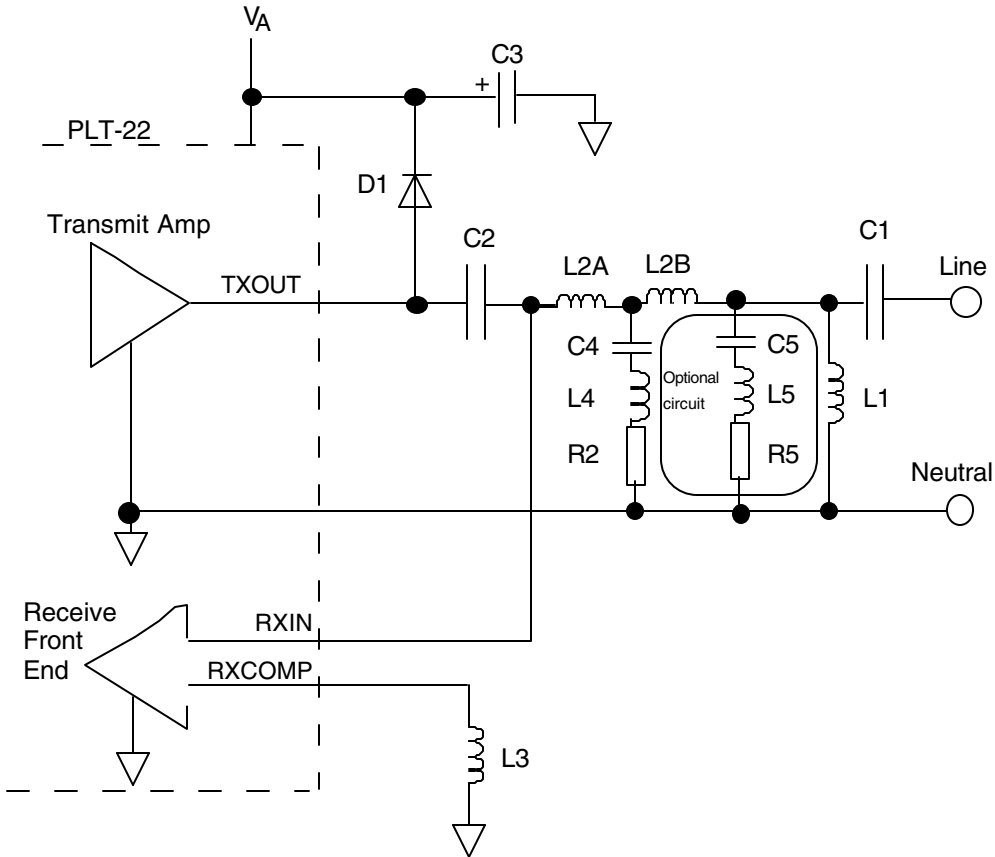 VA
C3
+
PLT-22
D1
Transmit Amp
C2
C1
TXOUT
L2A
L2B
Line
C4
C5
Optional
circuit
L4
L5
L1
R2
R5
Neutral
Receive
Front
End
RXIN
RXCOMP
L3